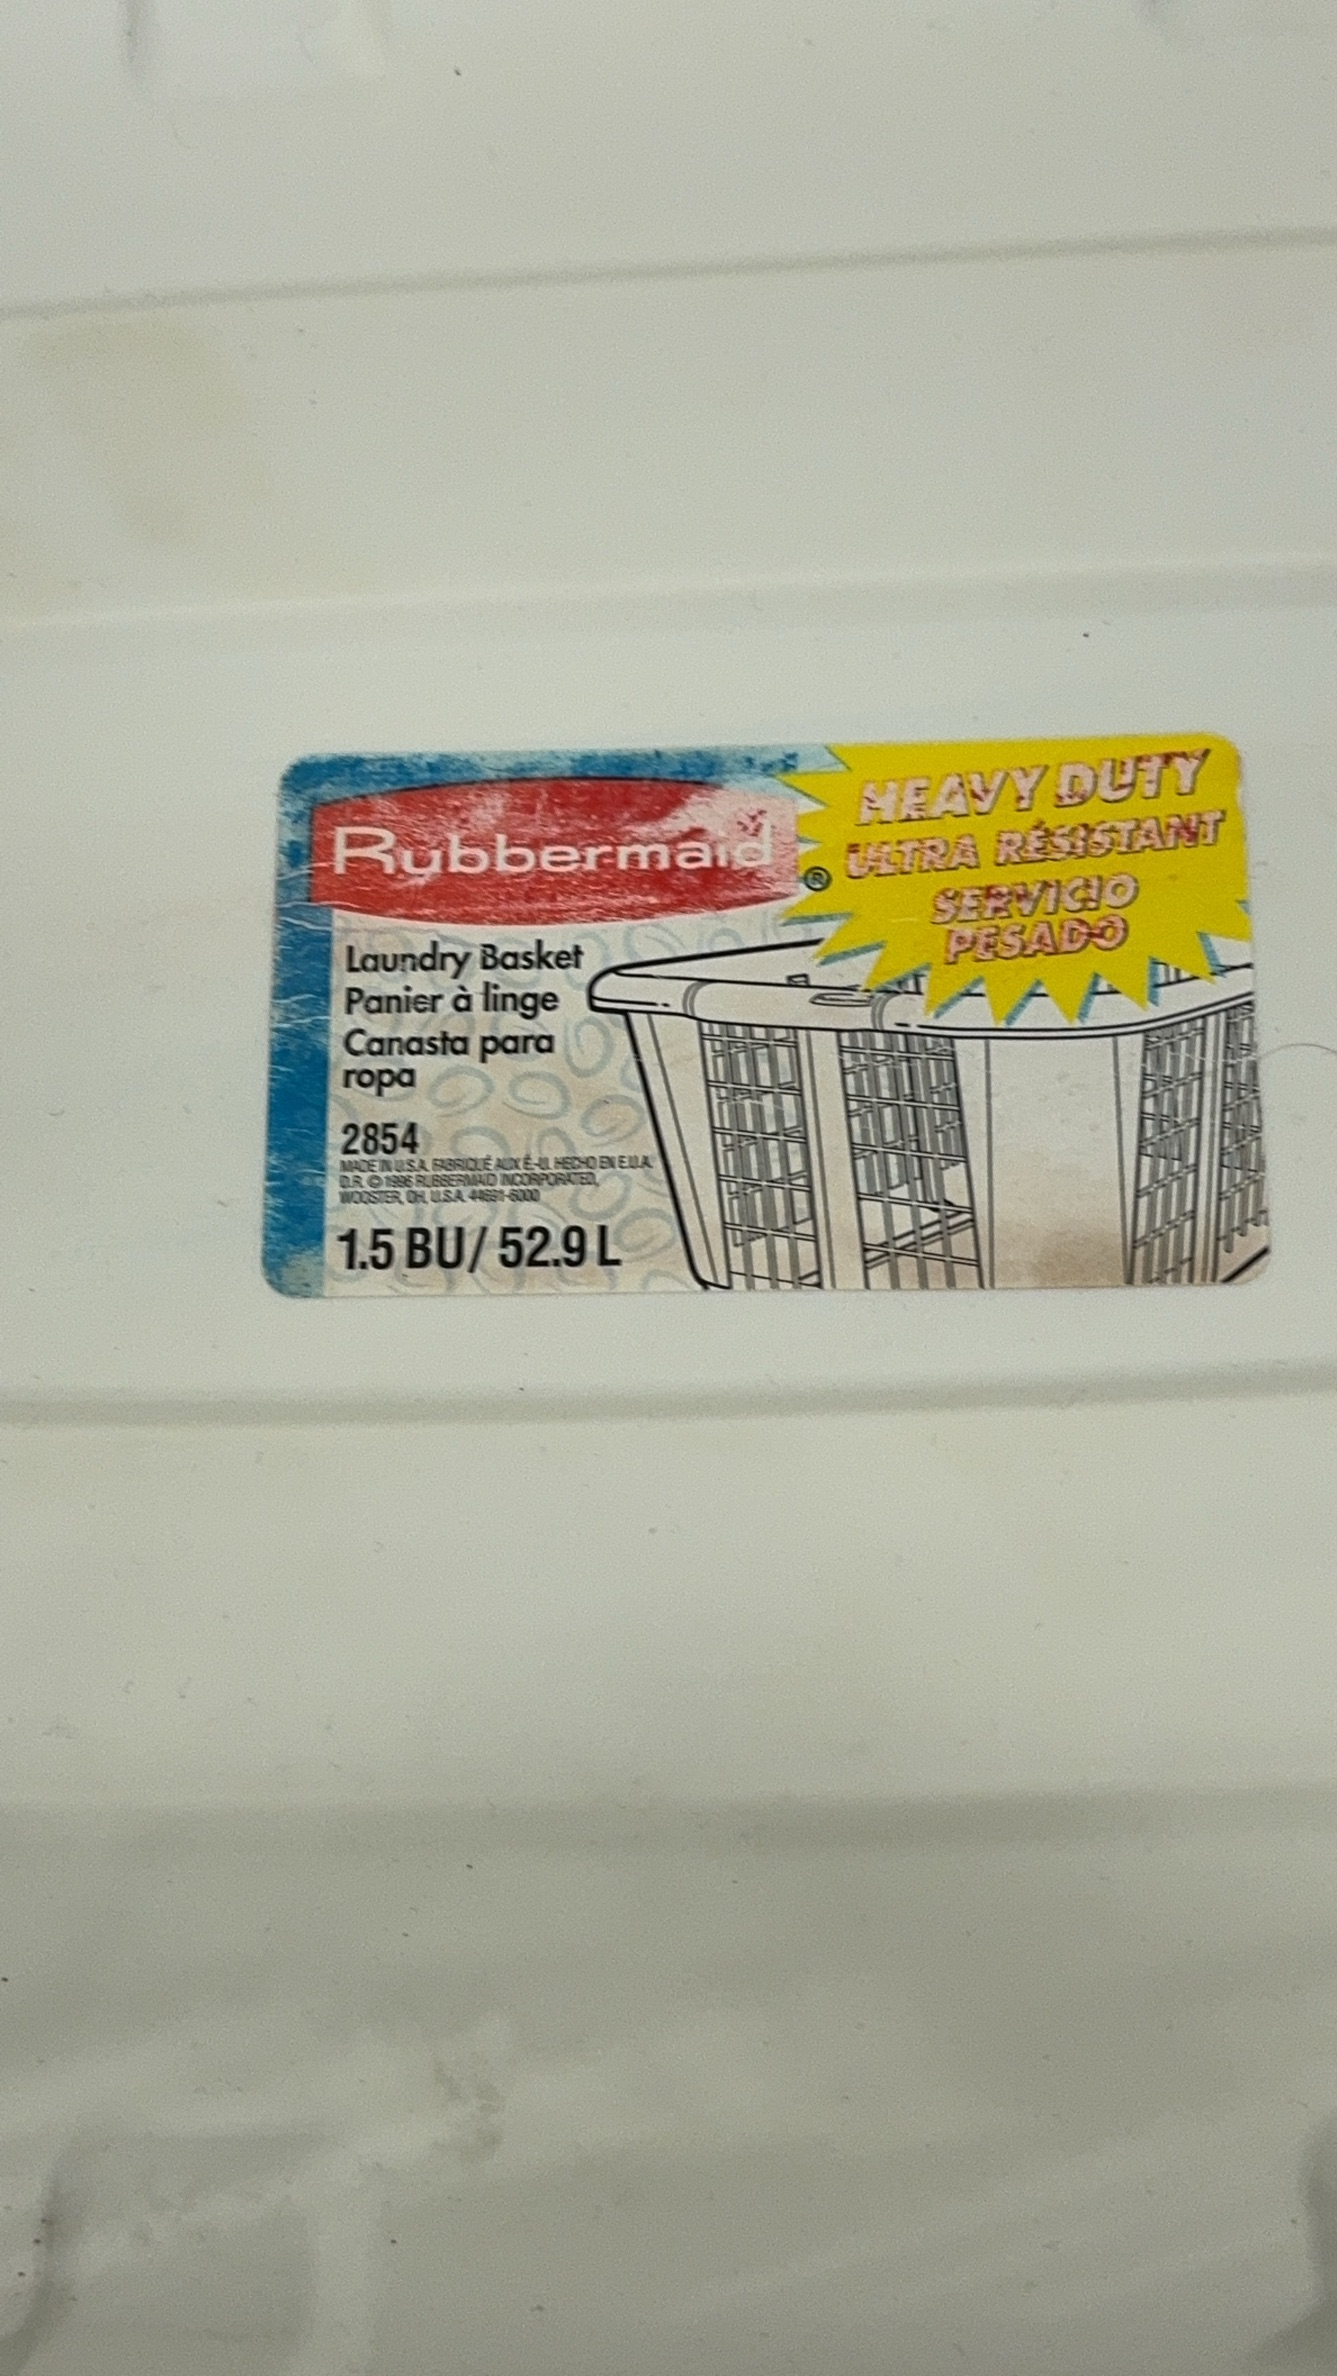 Rubbermaid®
HEAVY DUTY
ULTRA RÉSISTANT
SERVICIO
PESADO
Laundry Basket
Panier à linge
Canasta para
ropa
2854
MADE IN U.S.A. FABRIQUÉ AUX É.-U. HECHO EN E.U.A.
D.R. © 1996 RUBBERMAID INCORPORATED,
WOOSTER, OH, U.S.A. 44691-6000
1.5 BU/ 52.9 L